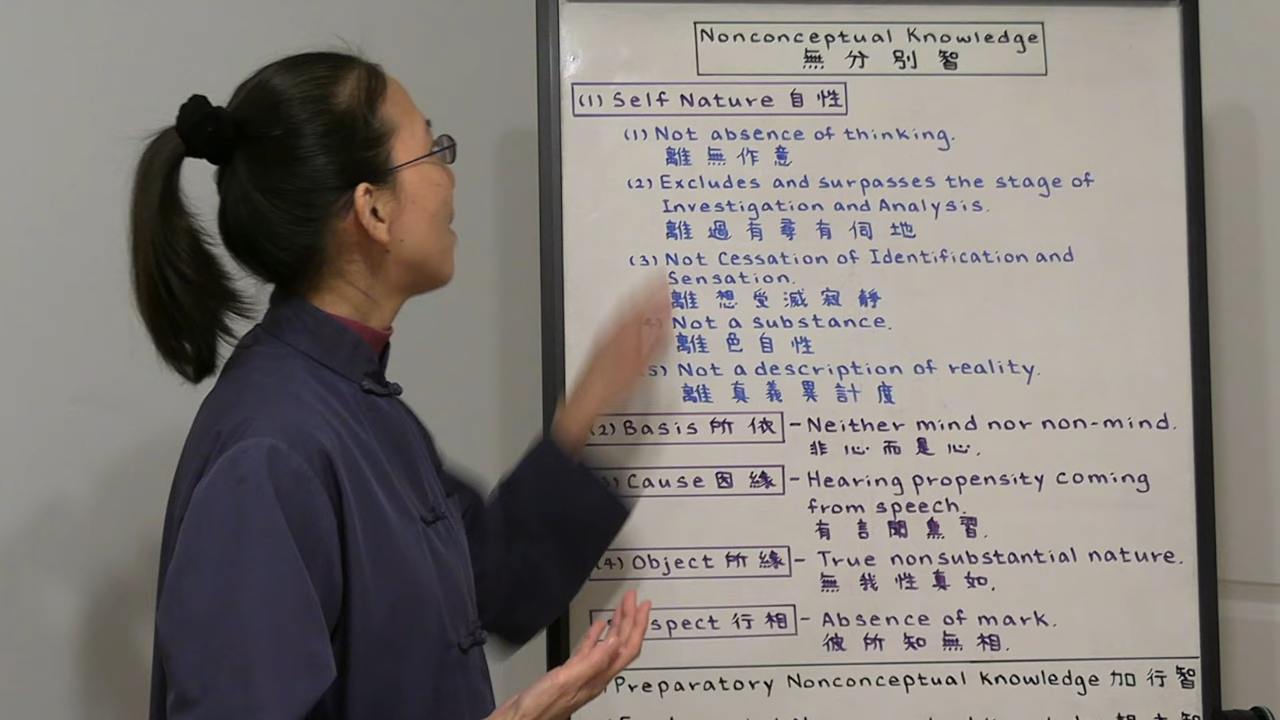 Nonconceptual Knowledge
無分別智
(1) Self Nature 自性
(1) Not absence of thinking.
離無作意
(2) Excludes and surpasses the stage of
Investigation and Analysis.
離過有尋有伺地
(3) Not Cessation of Identification and
Sensation.
離想受滅寂靜
(4) Not a substance.
離色自性
(5) Not a description of reality.
離真義異計度
(2) Basis 所依 - Neither mind nor non-mind.
非心而是心.
(3) Cause 因緣 - Hearing propensity coming
from speech.
有言聞熏習.
(4) Object 所緣 - True nonsubstantial nature.
無我性真如.
Aspect 行相 - Absence of mark.
彼所知無相.
Preparatory Nonconceptual Knowledge 加行智